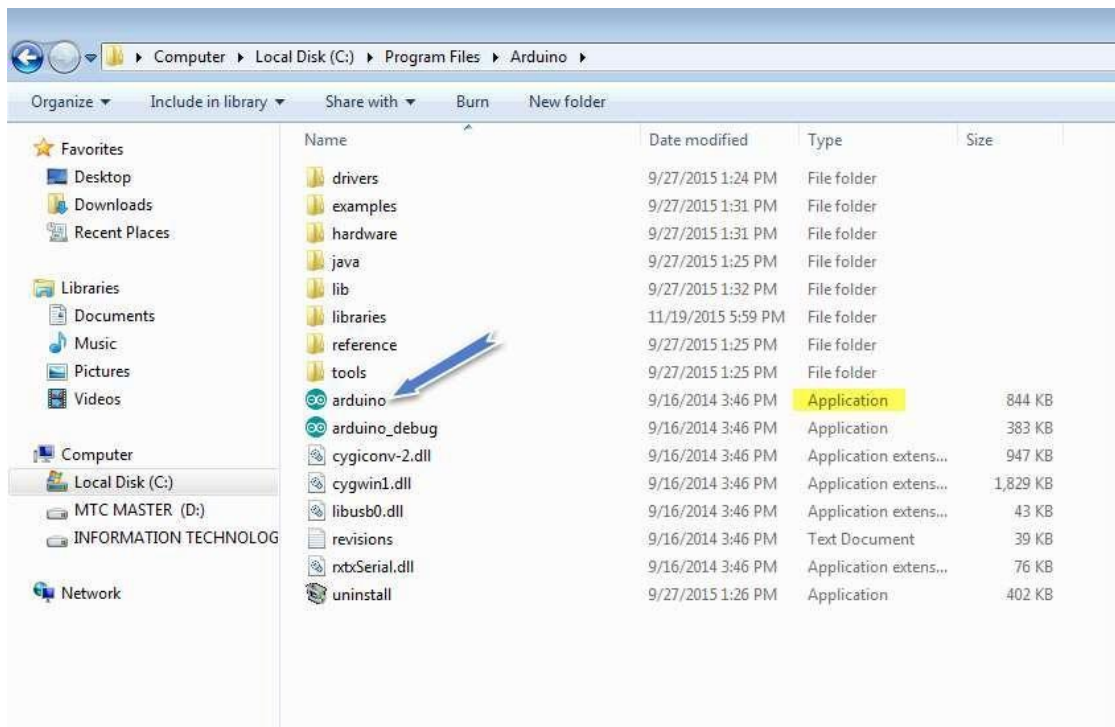 Computer Local Disk (C:) Program Files Arduino
Organize Include in library Share with Burn New folder
Favorites
Desktop
Downloads
Recent Places
Libraries
Documents
Music
Pictures
Videos
Computer
Local Disk (C:)
MTC MASTER (D:)
INFORMATION TECHNOLOG
Network
Name Date modified Type Size
drivers 9/27/2015 1:24 PM File folder
examples 9/27/2015 1:31 PM File folder
hardware 9/27/2015 1:31 PM File folder
java 9/27/2015 1:25 PM File folder
lib 9/27/2015 1:32 PM File folder
libraries 11/19/2015 5:59 PM File folder
reference 9/27/2015 1:25 PM File folder
tools 9/27/2015 1:25 PM File folder
arduino 9/16/2014 3:46 PM Application 844 KB
arduino_debug 9/16/2014 3:46 PM Application 383 KB
cygiconv-2.dll 9/16/2014 3:46 PM Application extens... 947 KB
cygwin1.dll 9/16/2014 3:46 PM Application extens... 1,829 KB
libusb0.dll 9/16/2014 3:46 PM Application extens... 43 KB
revisions 9/16/2014 3:46 PM Text Document 39 KB
rxtxSerial.dll 9/16/2014 3:46 PM Application extens... 76 KB
uninstall 9/27/2015 1:26 PM Application 402 KB